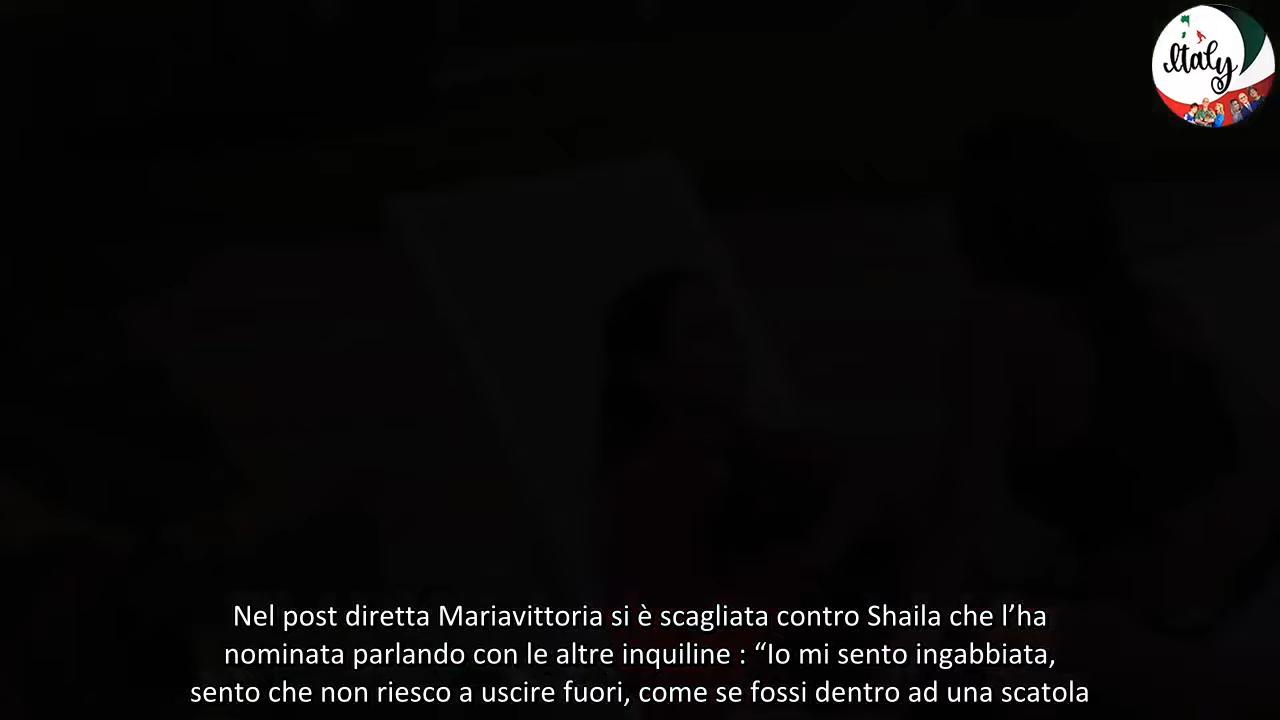 Italy
Nel post diretta Mariavittoria si è scagliata contro Shaila che l’ha
nominata parlando con le altre inquiline : “Io mi sento ingabbiata,
sento che non riesco a uscire fuori, come se fossi dentro ad una scatola